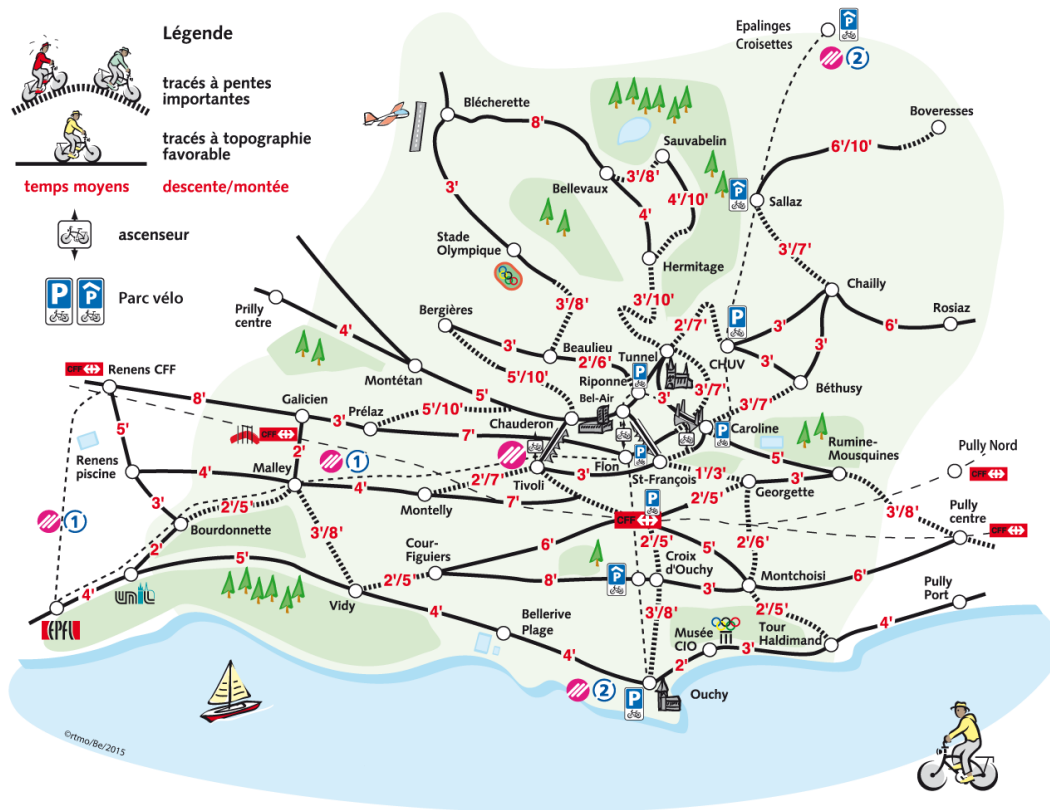 Légende
tracés à pentes
importantes
tracés à topographie
favorable
temps moyens
descente/montée
ascenseur
P
P
Parc vélo
Epalinges
Croisettes
P
2
Blécherette
8'
Sauvabelin
Boveresses
6'/10'
3'/8'
Bellevaux
3'
4'/10'
P
Sallaz
4'
Stade
Olympique
3'/7'
Hermitage
Chailly
3'/8'
3'/10'
Prilly
centre
Bergières
2'/7'
P
Rosiaz
6'
4'
3'
Beaulieu
Tunnel
3'
3'
CHUV
2'/6'
3'
Riponne
P
CFF
Renens CFF
Montétan
5'/10'
Bel-Air
3'
3'/7'
Béthusy
8'
5'
3'/7'
Galicien
3'
Prélaz
5'/10'
Chauderon
P
Caroline
5'
CFF
7'
Rumine-
Mousquines
Pully Nord
CFF
Renens
piscine
4'
Malley
2'
1
Flon
P
5'
Tivoli
3'
St-François
1'/3'
3'
2'/7'
4'
Montelly
7'
Georgette
1
3'
2'/5'
P
2'/5'
3'/8'
Pully
centre
CFF
Bourdonnette
CFF
2'
3'/8'
Cour-
Figuiers
6'
2'/5'
5'
2'/6'
5'
Croix
d'Ouchy
2'/5'
8'
P
3'
Montchoisi
6'
4'
unil
Vidy
Pully
Port
EPFL
4'
Bellerive
Plage
3'/8'
2'/5'
Musée
CIO
Tour
Haldimand
4'
4'
2'
3'
2
P
Ouchy
©rtmo/Be/2015